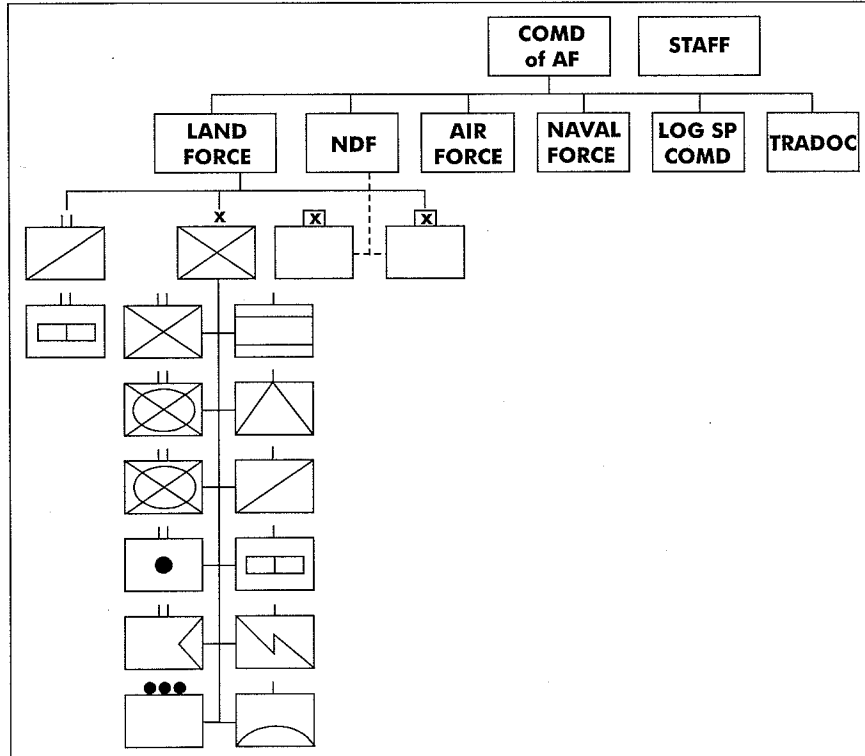 COMD
of AF
STAFF
LAND
FORCE
NDF
AIR
FORCE
NAVAL
FORCE
LOG SP
COMD
TRADOC
X
X
X